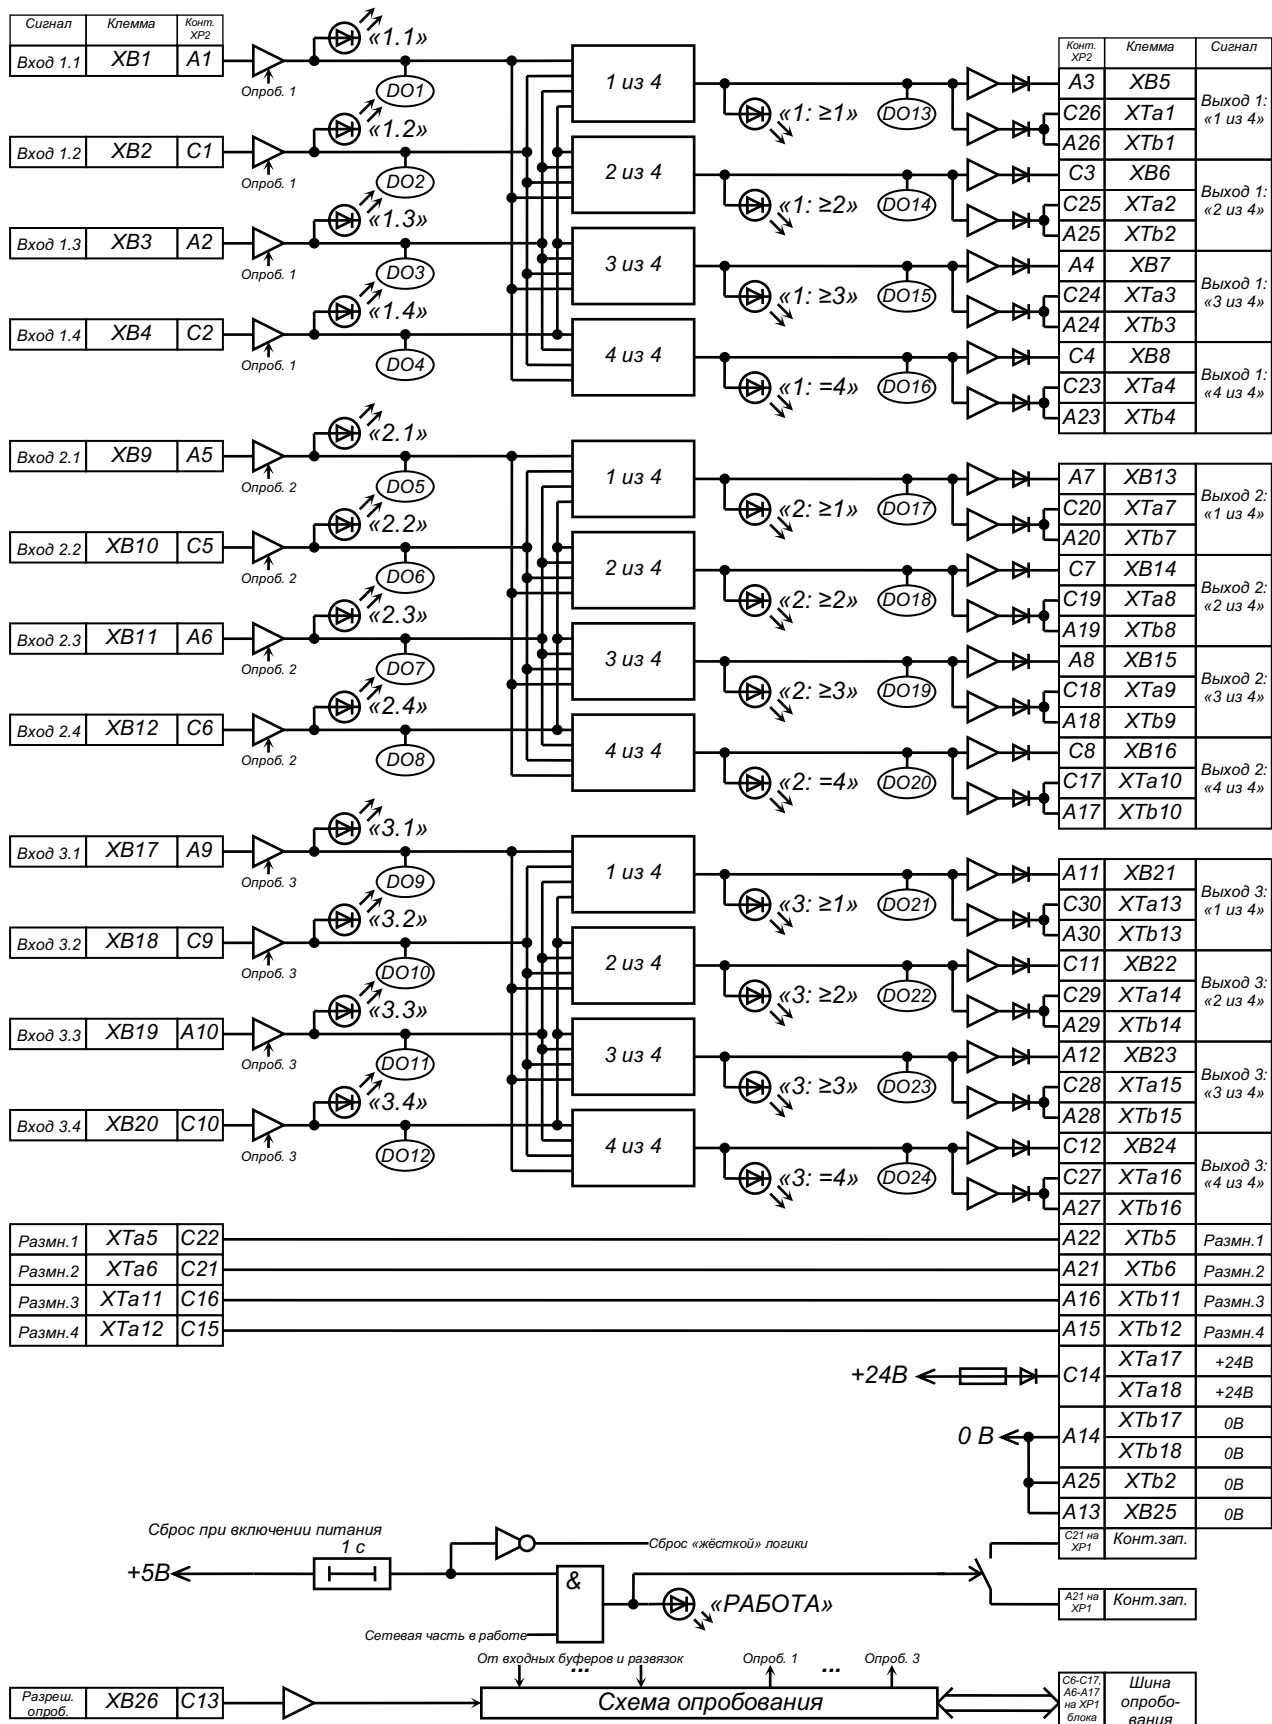 Сигнал Клемма Конт. XP2
Вход 1.1 XB1 A1
Опроб. 1
«1.1»
DO1
Вход 1.2 XB2 C1
Опроб. 1
«1.2»
DO2
Вход 1.3 XB3 A2
Опроб. 1
«1.3»
DO3
Вход 1.4 XB4 C2
Опроб. 1
«1.4»
DO4
1 из 4
2 из 4
3 из 4
4 из 4
«1: ≥1» DO13
«1: ≥2» DO14
«1: ≥3» DO15
«1: =4» DO16
Конт. XP2 Клемма Сигнал
A3 XB5
C26 XTa1
A26 XTb1
Выход 1:
«1 из 4»
C3 XB6
C25 XTa2
A25 XTb2
Выход 1:
«2 из 4»
A4 XB7
C24 XTa3
A24 XTb3
Выход 1:
«3 из 4»
C4 XB8
C23 XTa4
A23 XTb4
Выход 1:
«4 из 4»
Вход 2.1 XB9 A5
Опроб. 2
«2.1»
DO5
Вход 2.2 XB10 C5
Опроб. 2
«2.2»
DO6
Вход 2.3 XB11 A6
Опроб. 2
«2.3»
DO7
Вход 2.4 XB12 C6
Опроб. 2
«2.4»
DO8
1 из 4
2 из 4
3 из 4
4 из 4
«2: ≥1» DO17
«2: ≥2» DO18
«2: ≥3» DO19
«2: =4» DO20
A7 XB13
C20 XTa7
A20 XTb7
Выход 2:
«1 из 4»
C7 XB14
C19 XTa8
A19 XTb8
Выход 2:
«2 из 4»
A8 XB15
C18 XTa9
A18 XTb9
Выход 2:
«3 из 4»
C8 XB16
C17 XTa10
A17 XTb10
Выход 2:
«4 из 4»
Вход 3.1 XB17 A9
Опроб. 3
«3.1»
DO9
Вход 3.2 XB18 C9
Опроб. 3
«3.2»
DO10
Вход 3.3 XB19 A10
Опроб. 3
«3.3»
DO11
Вход 3.4 XB20 C10
Опроб. 3
«3.4»
DO12
1 из 4
2 из 4
3 из 4
4 из 4
«3: ≥1» DO21
«3: ≥2» DO22
«3: ≥3» DO23
«3: =4» DO24
A11 XB21
C30 XTa13
A30 XTb13
Выход 3:
«1 из 4»
C11 XB22
C29 XTa14
A29 XTb14
Выход 3:
«2 из 4»
A12 XB23
C28 XTa15
A28 XTb15
Выход 3:
«3 из 4»
C12 XB24
C27 XTa16
A27 XTb16
Выход 3:
«4 из 4»
Размн.1 XTa5 C22 A22 XTb5 Размн.1
Размн.2 XTa6 C21 A21 XTb6 Размн.2
Размн.3 XTa11 C16 A16 XTb11 Размн.3
Размн.4 XTa12 C15 A15 XTb12 Размн.4
+24В C14 XTa17 +24В
XTa18 +24В
0 В A14 XTb17 0В
XTb18 0В
A25 XTb2 0В
A13 XB25 0В
C21 на XP1 Конт.зап.
A21 на XP1 Конт.зап.
Сброс при включении питания
1 с
+5В
Сброс «жёсткой» логики
&
«РАБОТА»
Сетевая часть в работе
От входных буферов и развязок
...
Опроб. 1 ... Опроб. 3
Разреш. опроб. XB26 C13
Схема опробования
C6-C17,
A6-A17
на XP1
блока
Шина
опробо-
вания